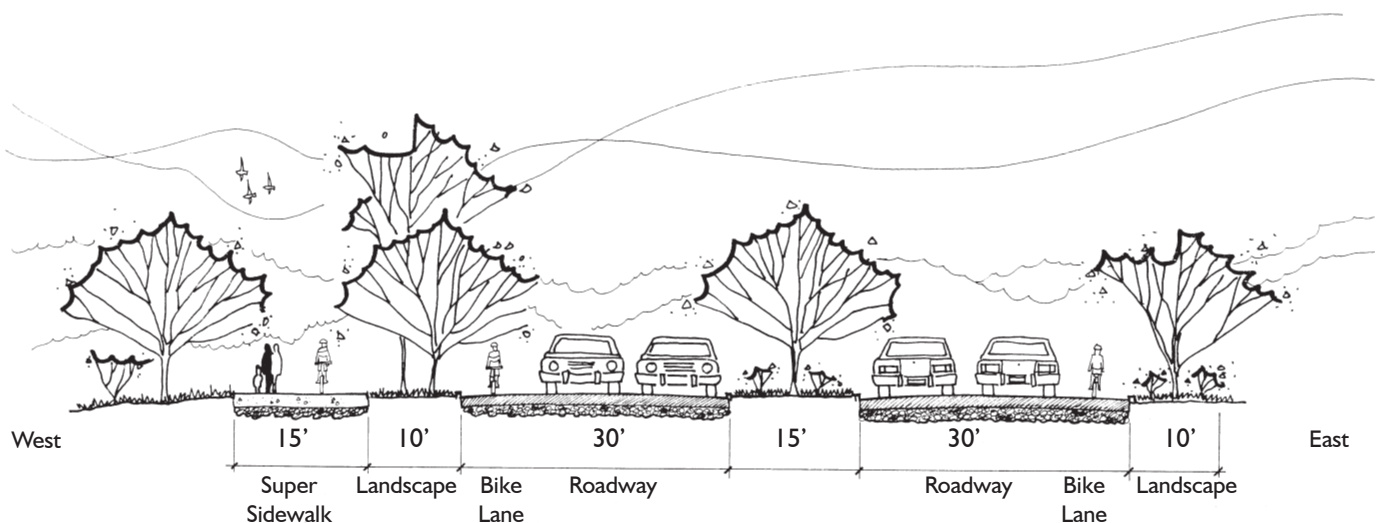 West 15’ 10’ 30’ 15’ 30’ 10’ East
Super Landscape Bike Roadway Roadway Bike Landscape
Sidewalk Lane Lane